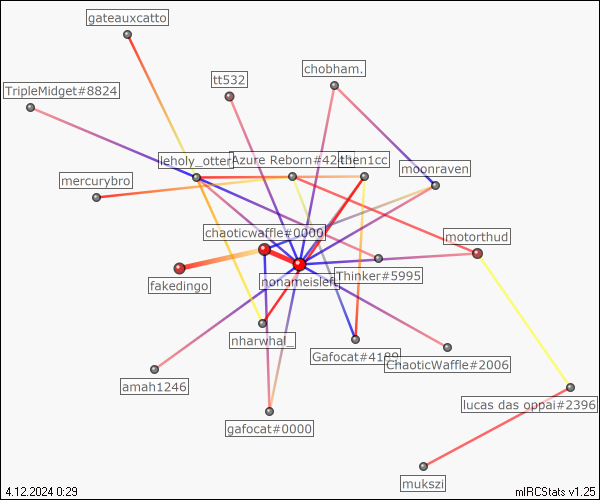 gateauxcatto
chobham.
tt532
TripleMidget#8824
leholy_otter
Azure Reborn#424
then1cc
moonraven
mercurybro
chaoticwaffle#0000
motorthud
Thinker#5995
fakedingo
nonameisleft
nharwhal_
Gafocat#4189
ChaoticWaffle#2006
amah1246
lucas das oppai#2396
gafocat#0000
mukszi
4.12.2024 0:29
mIRCStats v1.25